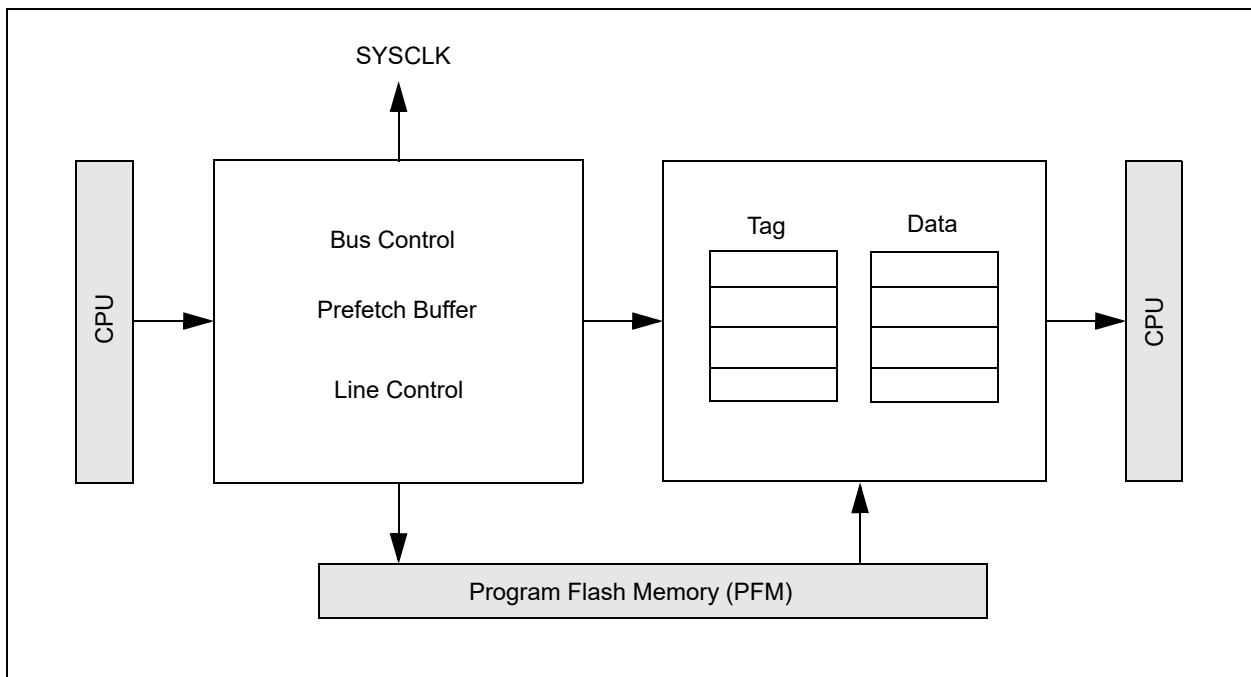 SYSCLK
CPU
Bus Control
Prefetch Buffer
Line Control
Tag
Data
CPU
Program Flash Memory (PFM)